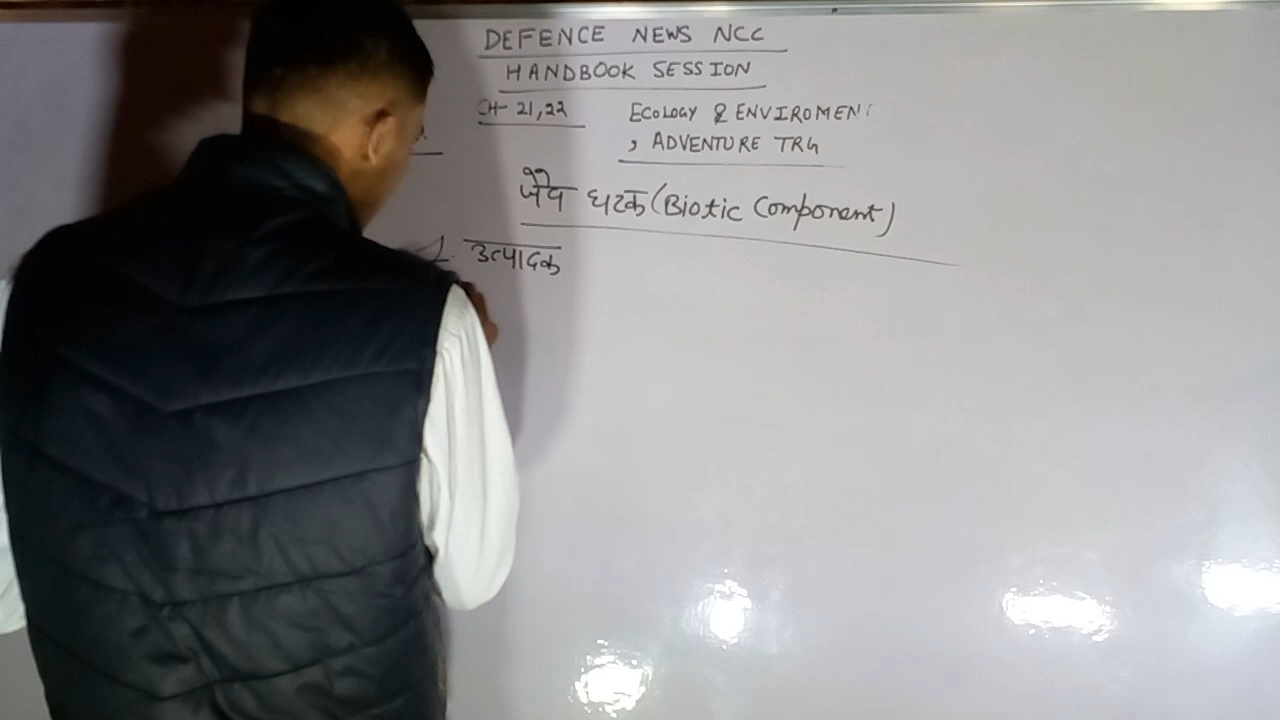 DEFENCE NEWS NCC
HANDBOOK SESSION
CH- 21,22 ECOLOGY & ENVIROMENT
, ADVENTURE TRG
जैव घटक (Biotic Component)
1. उत्पादक